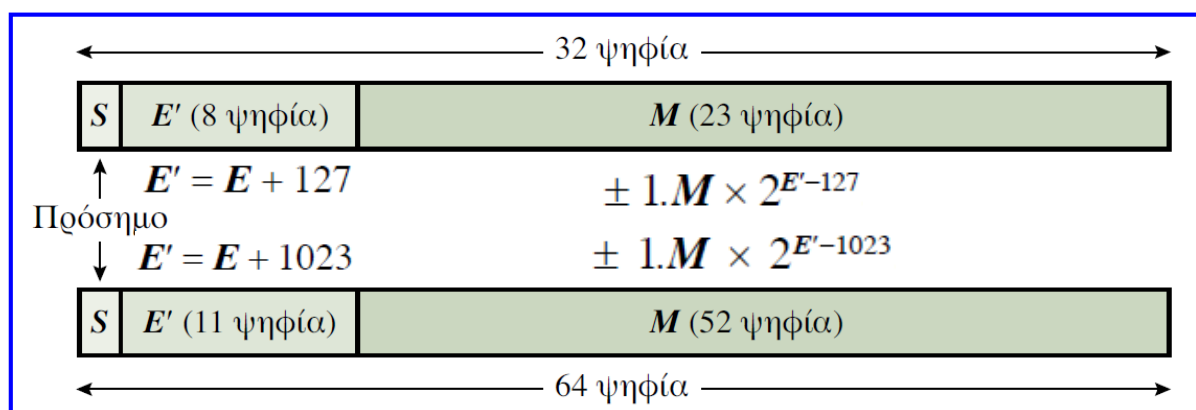 32 ψηφία
S E′ (8 ψηφία) M (23 ψηφία)
E′ = E + 127 ± 1.M × 2^{E′–127}
Πρόσημο
E′ = E + 1023 ± 1.M × 2^{E′–1023}
S E′ (11 ψηφία) M (52 ψηφία)
64 ψηφία